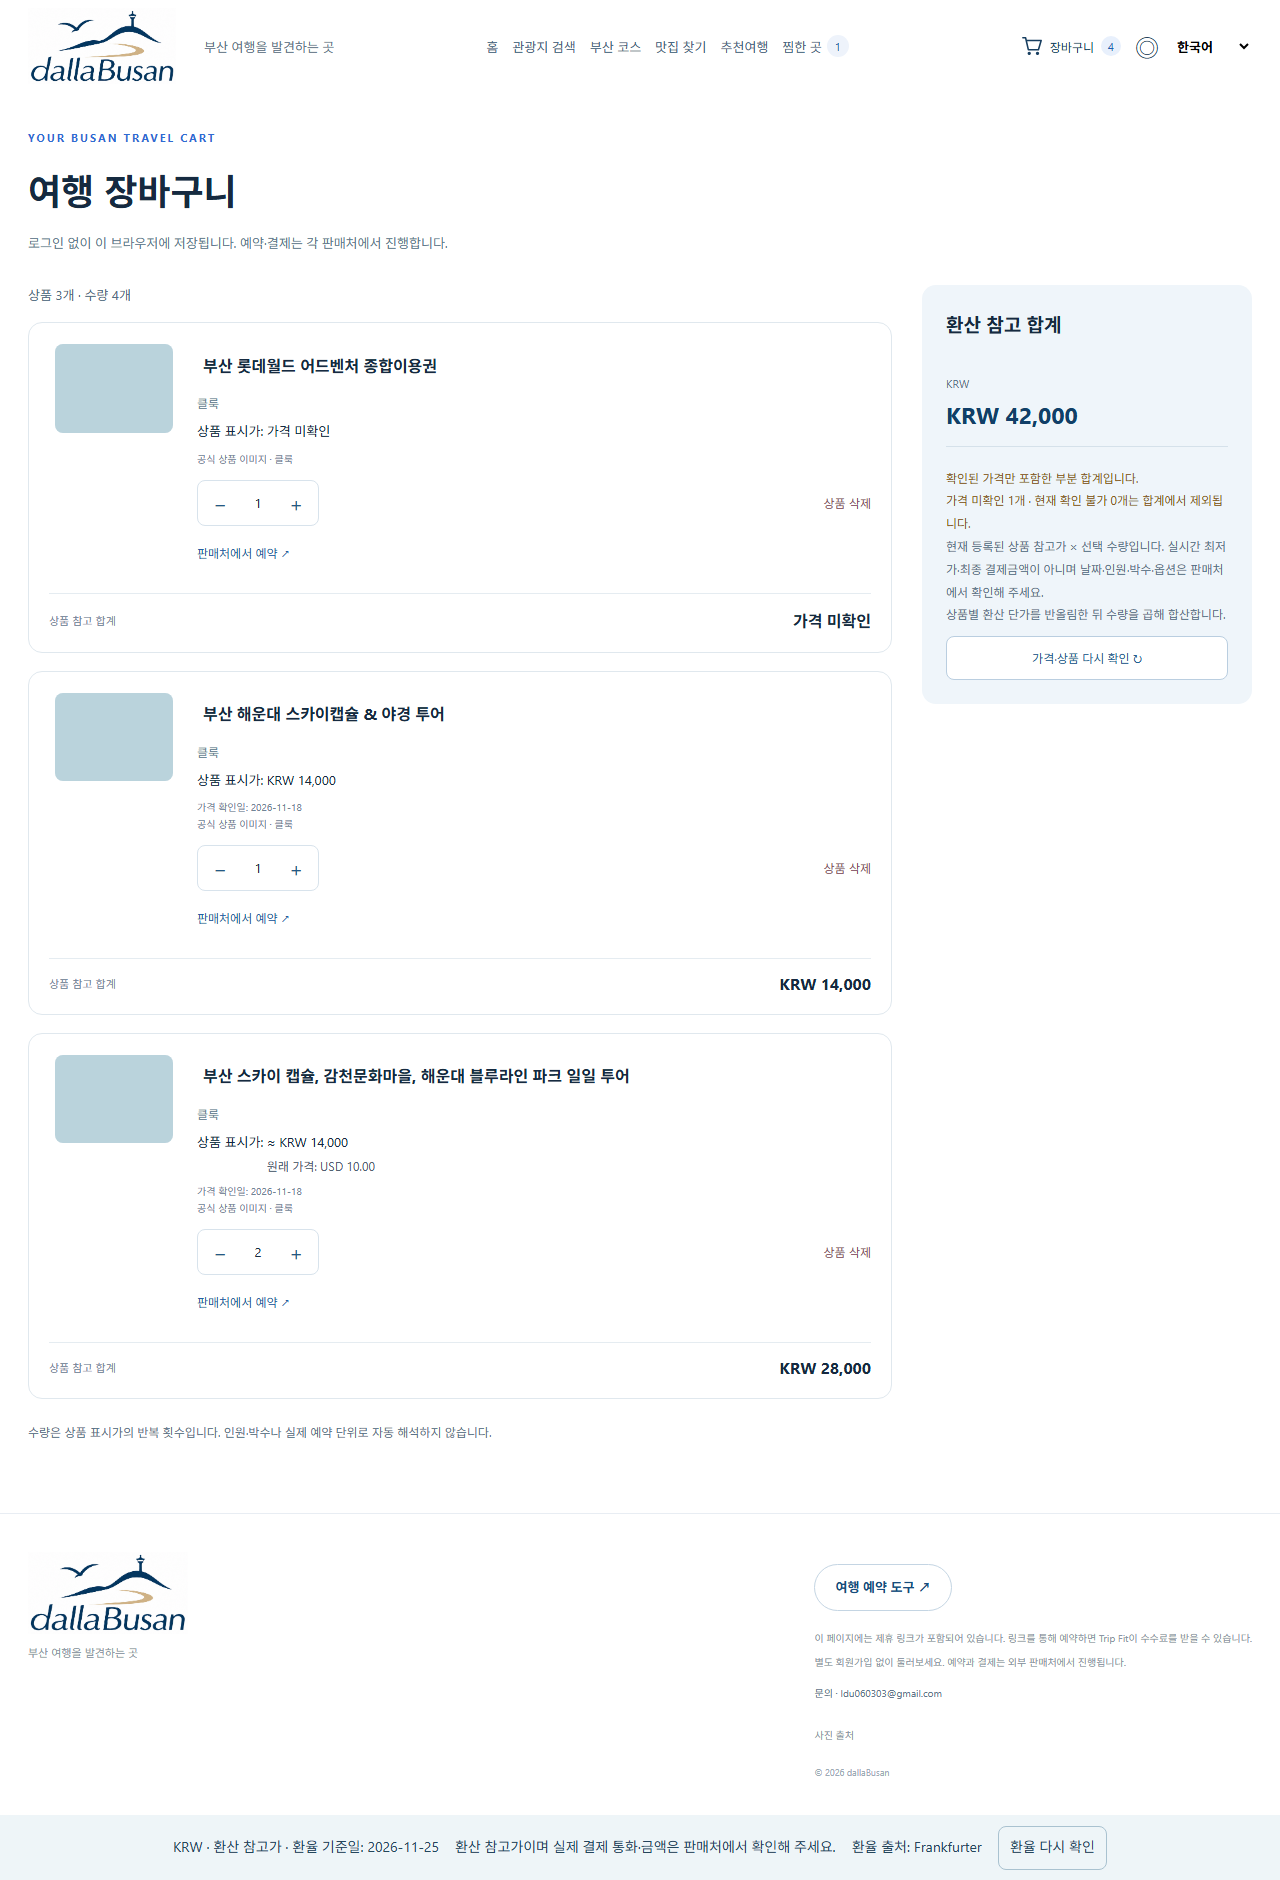 dallaBusan
부산 여행을 발견하는 곳
홈 관광지 검색 부산 코스 맛집 찾기 추천여행 찜한 곳 1
장바구니 4
한국어
YOUR BUSAN TRAVEL CART
여행 장바구니
로그인 없이 이 브라우저에 저장됩니다. 예약·결제는 각 판매처에서 진행합니다.
상품 3개 · 수량 4개
부산 롯데월드 어드벤처 종합이용권
클룩
상품 표시가: 가격 미확인
공식 상품 이미지 · 클룩
− 1 +
상품 삭제
판매처에서 예약 ↗
상품 참고 합계
가격 미확인
부산 해운대 스카이캡슐 & 야경 투어
클룩
상품 표시가: KRW 14,000
가격 확인일: 2026-11-18
공식 상품 이미지 · 클룩
− 1 +
상품 삭제
판매처에서 예약 ↗
상품 참고 합계
KRW 14,000
부산 스카이 캡슐, 감천문화마을, 해운대 블루라인 파크 일일 투어
클룩
상품 표시가: ≈ KRW 14,000
원래 가격: USD 10.00
가격 확인일: 2026-11-18
공식 상품 이미지 · 클룩
− 2 +
상품 삭제
판매처에서 예약 ↗
상품 참고 합계
KRW 28,000
수량은 상품 표시가의 반복 횟수입니다. 인원·박수나 실제 예약 단위로 자동 해석하지 않습니다.
환산 참고 합계
KRW
KRW 42,000
확인된 가격만 포함한 부분 합계입니다.
가격 미확인 1개 · 현재 확인 불가 0개는 합계에서 제외됩
니다.
현재 등록된 상품 참고가 × 선택 수량입니다. 실시간 최저
가·최종 결제금액이 아니며 날짜·인원·박수·옵션은 판매처
에서 확인해 주세요.
상품별 환산 단가를 반올림한 뒤 수량을 곱해 합산합니다.
가격·상품 다시 확인 ↻
dallaBusan
부산 여행을 발견하는 곳
여행 예약 도구 ↗
이 페이지에는 제휴 링크가 포함되어 있습니다. 링크를 통해 예약하면 Trip Fit이 수수료를 받을 수 있습니다.
별도 회원가입 없이 둘러보세요. 예약과 결제는 외부 판매처에서 진행됩니다.
문의 · ldu060303@gmail.com
사진 출처
© 2026 dallaBusan
KRW · 환산 참고가 · 환율 기준일: 2026-11-25 환산 참고가이며 실제 결제 통화·금액은 판매처에서 확인해 주세요. 환율 출처: Frankfurter 환율 다시 확인